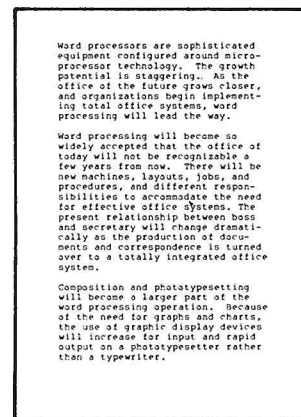 Word processors are sophisticated
equipment configured around micro-
processor technology. The growth
potential is staggering.. As the
office of the future grows closer,
and organizations begin implement-
ing total office systems, word
processing will lead the way.
Word processing will become so
widely accepted that the office of
today will not be recognizable a
few years from now. There will be
new machines, layouts, jobs, and
procedures, and different respon-
sibilities to accommodate the need
for effective office systems. The
present relationship between boss
and secretary will change dramati-
cally as the production of docu-
ments and correspondence is turned
over to a totally integrated office
system.
Composition and phototypesetting
will become a larger part of the
word processing operation. Because
of the need for graphs and charts,
the use of graphic display devices
will increase for input and rapid
output on a phototypesetter rather
than a typewriter.